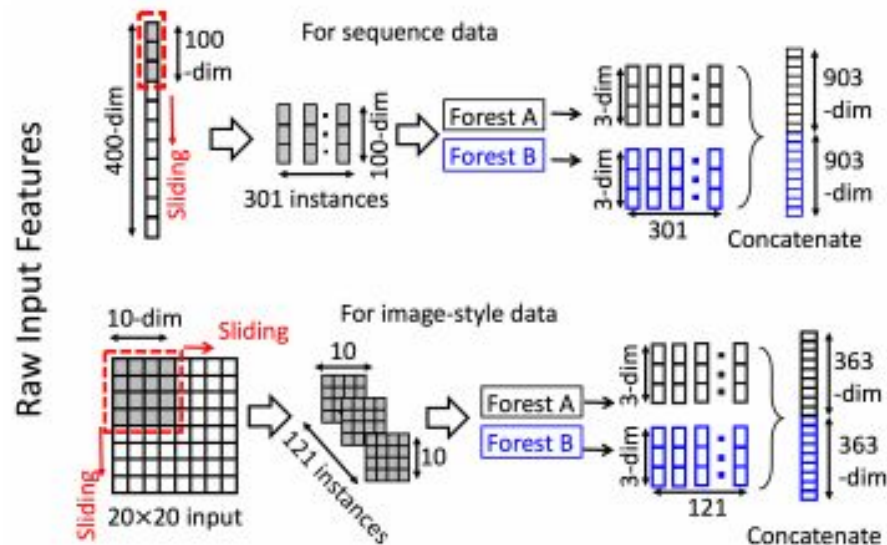 Raw Input Features
For sequence data
100
-dim
400-dim
Sliding
301 instances
100-dim
Forest A
Forest B
3-dim
3-dim
301
903
-dim
903
-dim
Concatenate
For image-style data
10-dim
Sliding
Sliding
20×20 input
10
10
121 instances
Forest A
Forest B
3-dim
3-dim
121
363
-dim
363
-dim
Concatenate